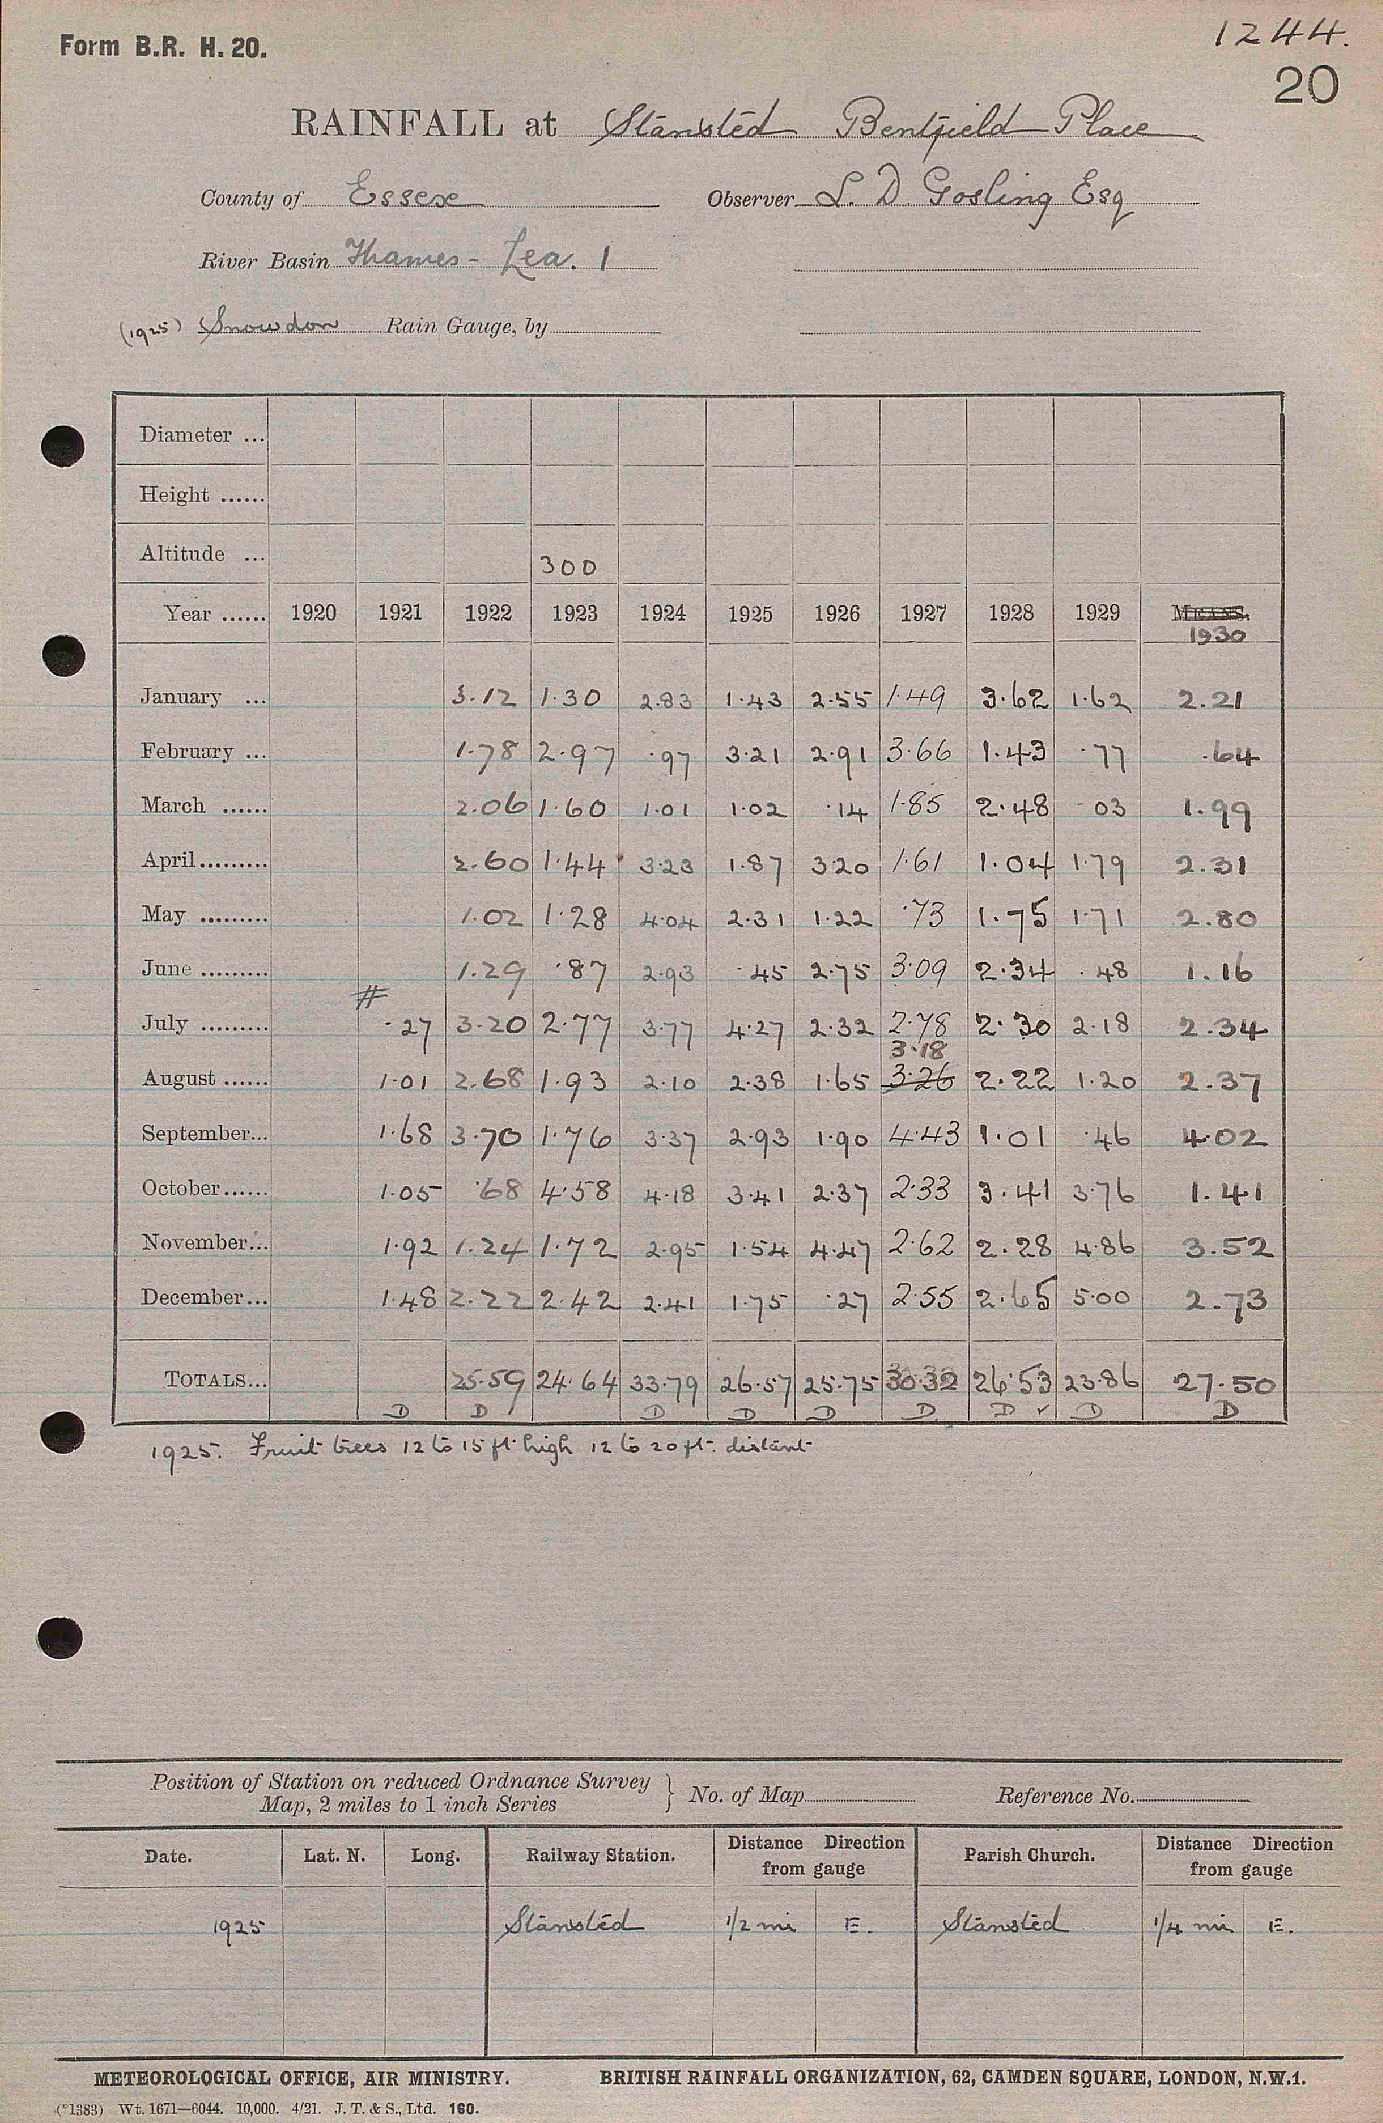 Form B.R. H. 20.
1244.
20
RAINFALL at Stansted Bentfield Place
County of Essex Observer L. D Gosling Esq
River Basin Thames - Lea. 1
(1925) Snowdon Rain Gauge, by
Diameter ...
Height ......
Altitude ... 300
Year ...... 1920 1921 1922 1923 1924 1925 1926 1927 1928 1929 MEANS.
1930
January ... 3.12 1.30 2.83 1.43 2.55 1.49 3.62 1.62 2.21
February ... 1.78 2.97 .97 3.21 2.91 3.66 1.43 .77 .64
March ...... 2.06 1.60 1.01 1.02 .14 1.85 2.48 03 1.99
April......... 2.60 1.44 3.23 1.87 3.20 1.61 1.04 1.79 2.31
May ......... 1.02 1.28 4.04 2.31 1.22 .73 1.75 1.71 2.80
June ......... 1.29 .87 2.93 .45 2.75 3.09 2.34 .48 1.16
#
July ......... .27 3.20 2.77 3.77 4.27 2.32 2.78 2.30 2.18 2.34
3.18
August ...... 1.01 2.68 1.93 2.10 2.38 1.65 3.26 2.22 1.20 2.37
September... 1.68 3.70 1.76 3.37 2.93 1.90 4.43 1.01 .46 4.02
October...... 1.05 .68 4.58 4.18 3.41 2.37 2.33 3.41 3.76 1.41
November... 1.92 1.24 1.72 2.95 1.54 4.47 2.62 2.28 4.86 3.52
December... 1.48 2.22 2.42 2.41 1.75 .27 2.55 2.65 5.00 2.73
TOTALS... 25.59 24.64 33.79 26.57 25.75 30.32 26.53 23.86 27.50
D D D D D D D ✓ D D
1925. Fruit trees 12 to 15 ft high 12 to 20 ft. distant
Position of Station on reduced Ordnance Survey
Map, 2 miles to 1 inch Series } No. of Map Reference No.
Date. Lat. N. Long. Railway Station. Distance Direction from gauge Parish Church. Distance Direction from gauge
1925 Stansted 1/2 mi E. Stansted 1/4 mi E.
METEOROLOGICAL OFFICE, AIR MINISTRY. BRITISH RAINFALL ORGANIZATION, 62, CAMDEN SQUARE, LONDON, N.W.1.
(*1383) Wt. 1671—6044. 10,000. 4/21. J. T. & S., Ltd. 160.